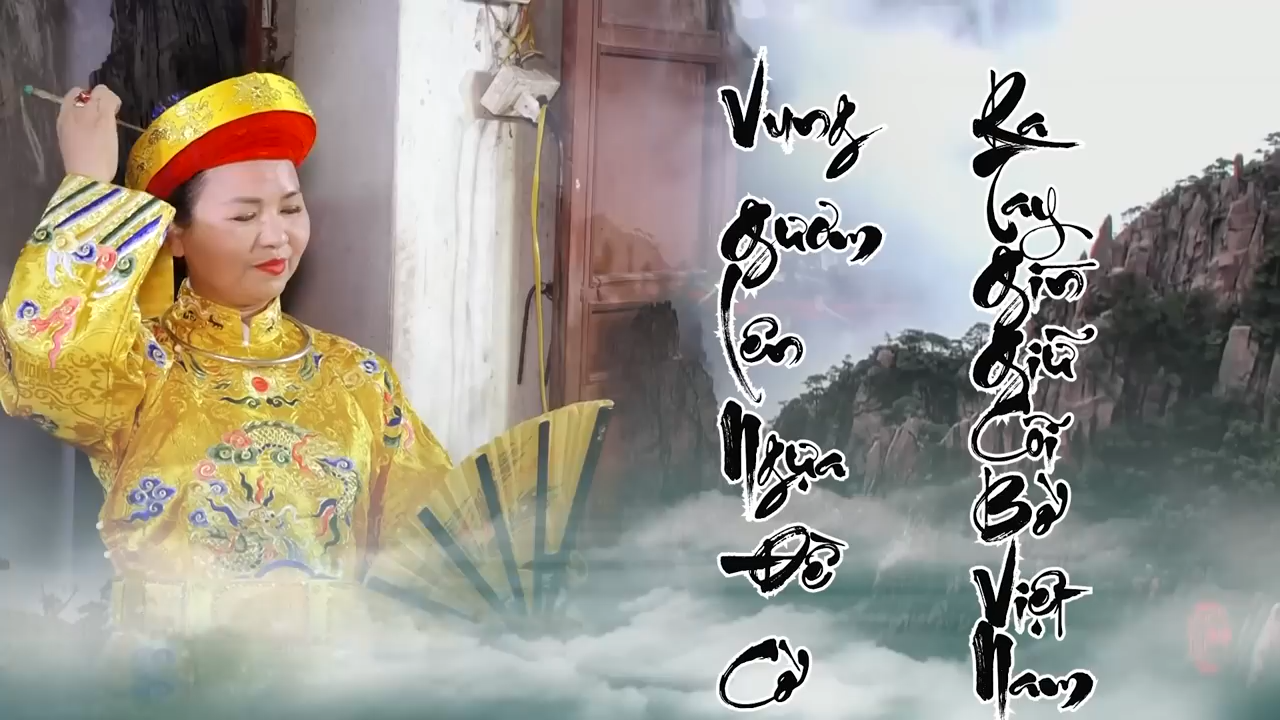 Vung gươm lên Ngựa Đề Cờ
Ra Tay gìn giữ Cõi Bờ Việt Nam